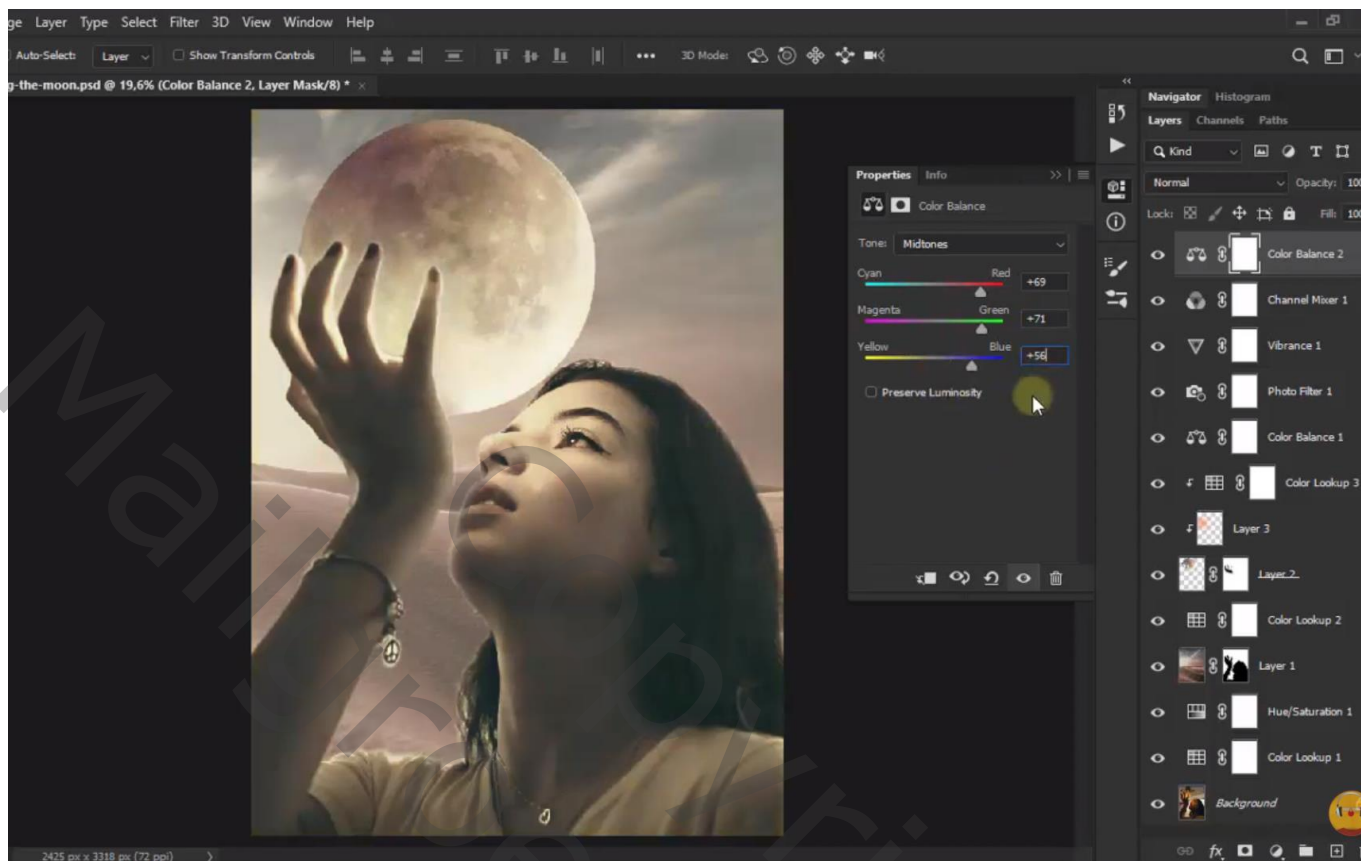 ge Layer Type Select Filter 3D View Window Help
Auto-Select: Layer Show Transform Controls ••• 3D Mode:
g-the-moon.psd @ 19,6% (Color Balance 2, Layer Mask/8) * ×
Navigator Histogram
Layers Channels Paths
Kind
Normal Opacity: 100
Lock: Fill: 100
Properties Info
Color Balance
Tone: Midtones
Cyan Red +69
Magenta Green +71
Yellow Blue +56
Preserve Luminosity
Color Balance 2
Channel Mixer 1
Vibrance 1
Photo Filter 1
Color Balance 1
Color Lookup 3
Layer 3
Layer 2
Color Lookup 2
Layer 1
Hue/Saturation 1
Color Lookup 1
Background
fx
2425 px x 3318 px (72 ppi)